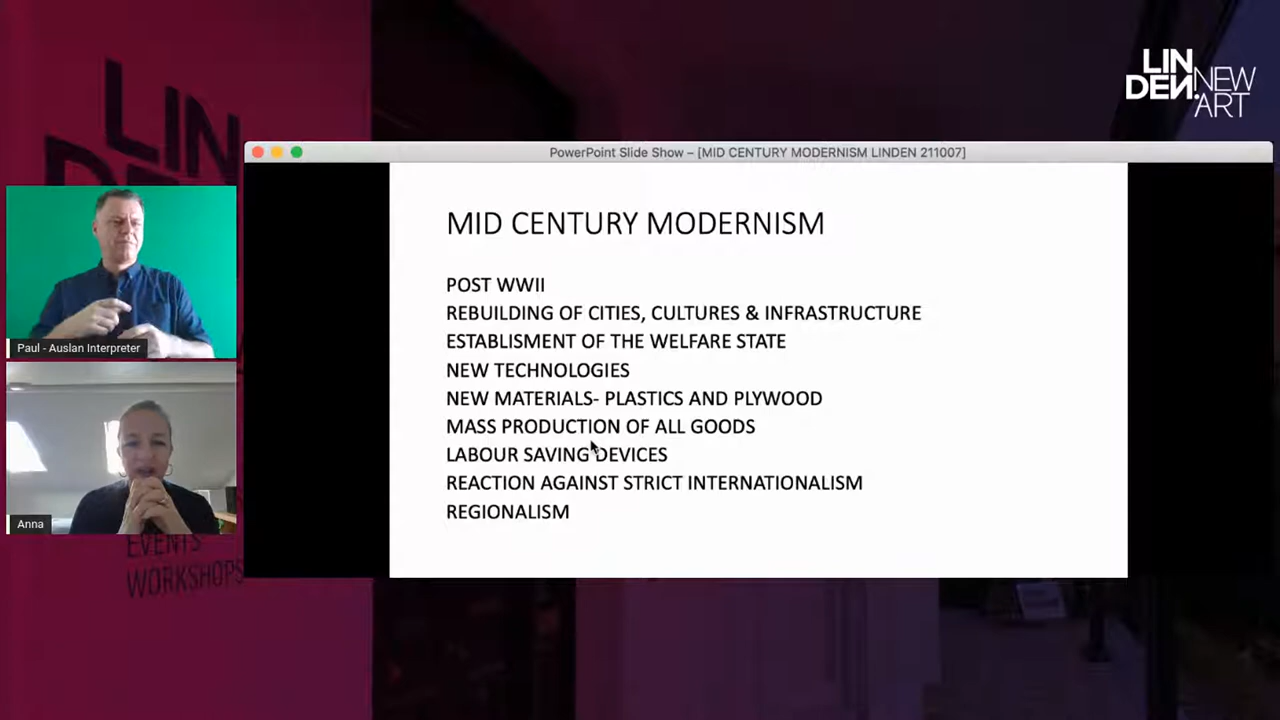 LIN
DEN
NEW
ART
LIN
PowerPoint Slide Show – [MID CENTURY MODERNISM LINDEN 211007]
MID CENTURY MODERNISM
POST WWII
REBUILDING OF CITIES, CULTURES & INFRASTRUCTURE
ESTABLISMENT OF THE WELFARE STATE
NEW TECHNOLOGIES
NEW MATERIALS- PLASTICS AND PLYWOOD
MASS PRODUCTION OF ALL GOODS
LABOUR SAVING DEVICES
REACTION AGAINST STRICT INTERNATIONALISM
REGIONALISM
Paul - Auslan Interpreter
Anna
EVENTS
WORKSHOPS